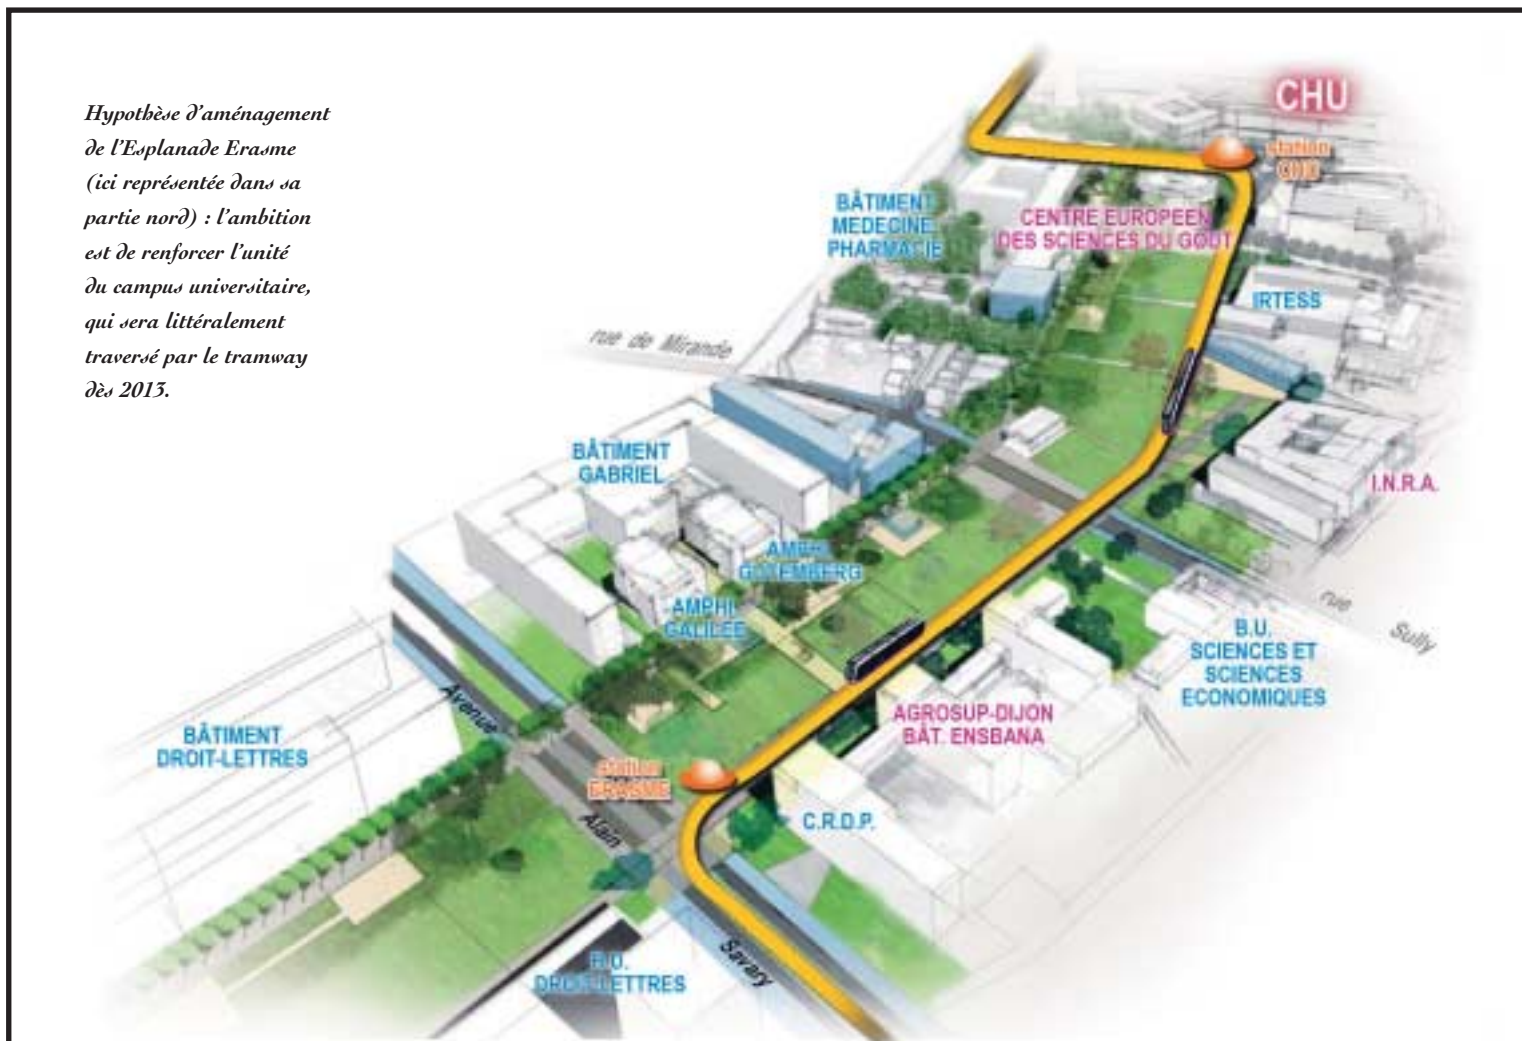 Hypothèse d'aménagement
de l'Esplanade Erasme
(ici représentée dans sa
partie nord) : l'ambition
est de renforcer l'unité
du campus universitaire,
qui sera littéralement
traversé par le tramway
dès 2013.
CHU
station
CHU
BÂTIMENT
MEDECINE
PHARMACIE
CENTRE EUROPEEN
DES SCIENCES DU GOÛT
IRTESS
rue de Mirande
I.N.R.A.
BÂTIMENT
GABRIEL
AMPHI
GUTEMBERG
AMPHI
GALILEE
rue Sully
B.U.
SCIENCES ET
SCIENCES
ECONOMIQUES
AGROSUP-DIJON
BÂT. ENSBANA
BÂTIMENT
DROIT-LETTRES
station
ERASME
C.R.D.P.
Avenue
Alain
Savary
B.U.
DROIT-LETTRES